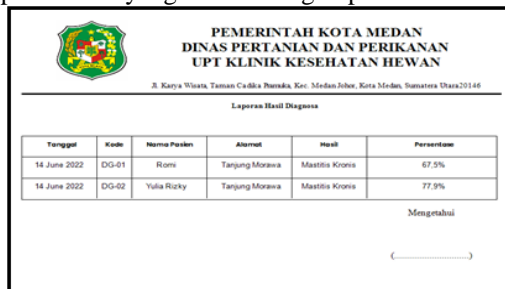 PEMERINTAH KOTA MEDAN
DINAS PERTANIAN DAN PERIKANAN
UPT KLINIK KESEHATAN HEWAN
Jl. Karya Wisata, Taman Cadika Pramuka, Kec. Medan Johor, Kota Medan, Sumatera Utara20146
Laporan Hasil Diagnosa
Tanggal Kode Nama Pasien Alamat Hasil Persentase
14 June 2022 DG-01 Romi Tanjung Morawa Mastitis Kronis 67,5%
14 June 2022 DG-02 Yulia Rizky Tanjung Morawa Mastitis Kronis 77,9%
Mengetahui
(..............................)